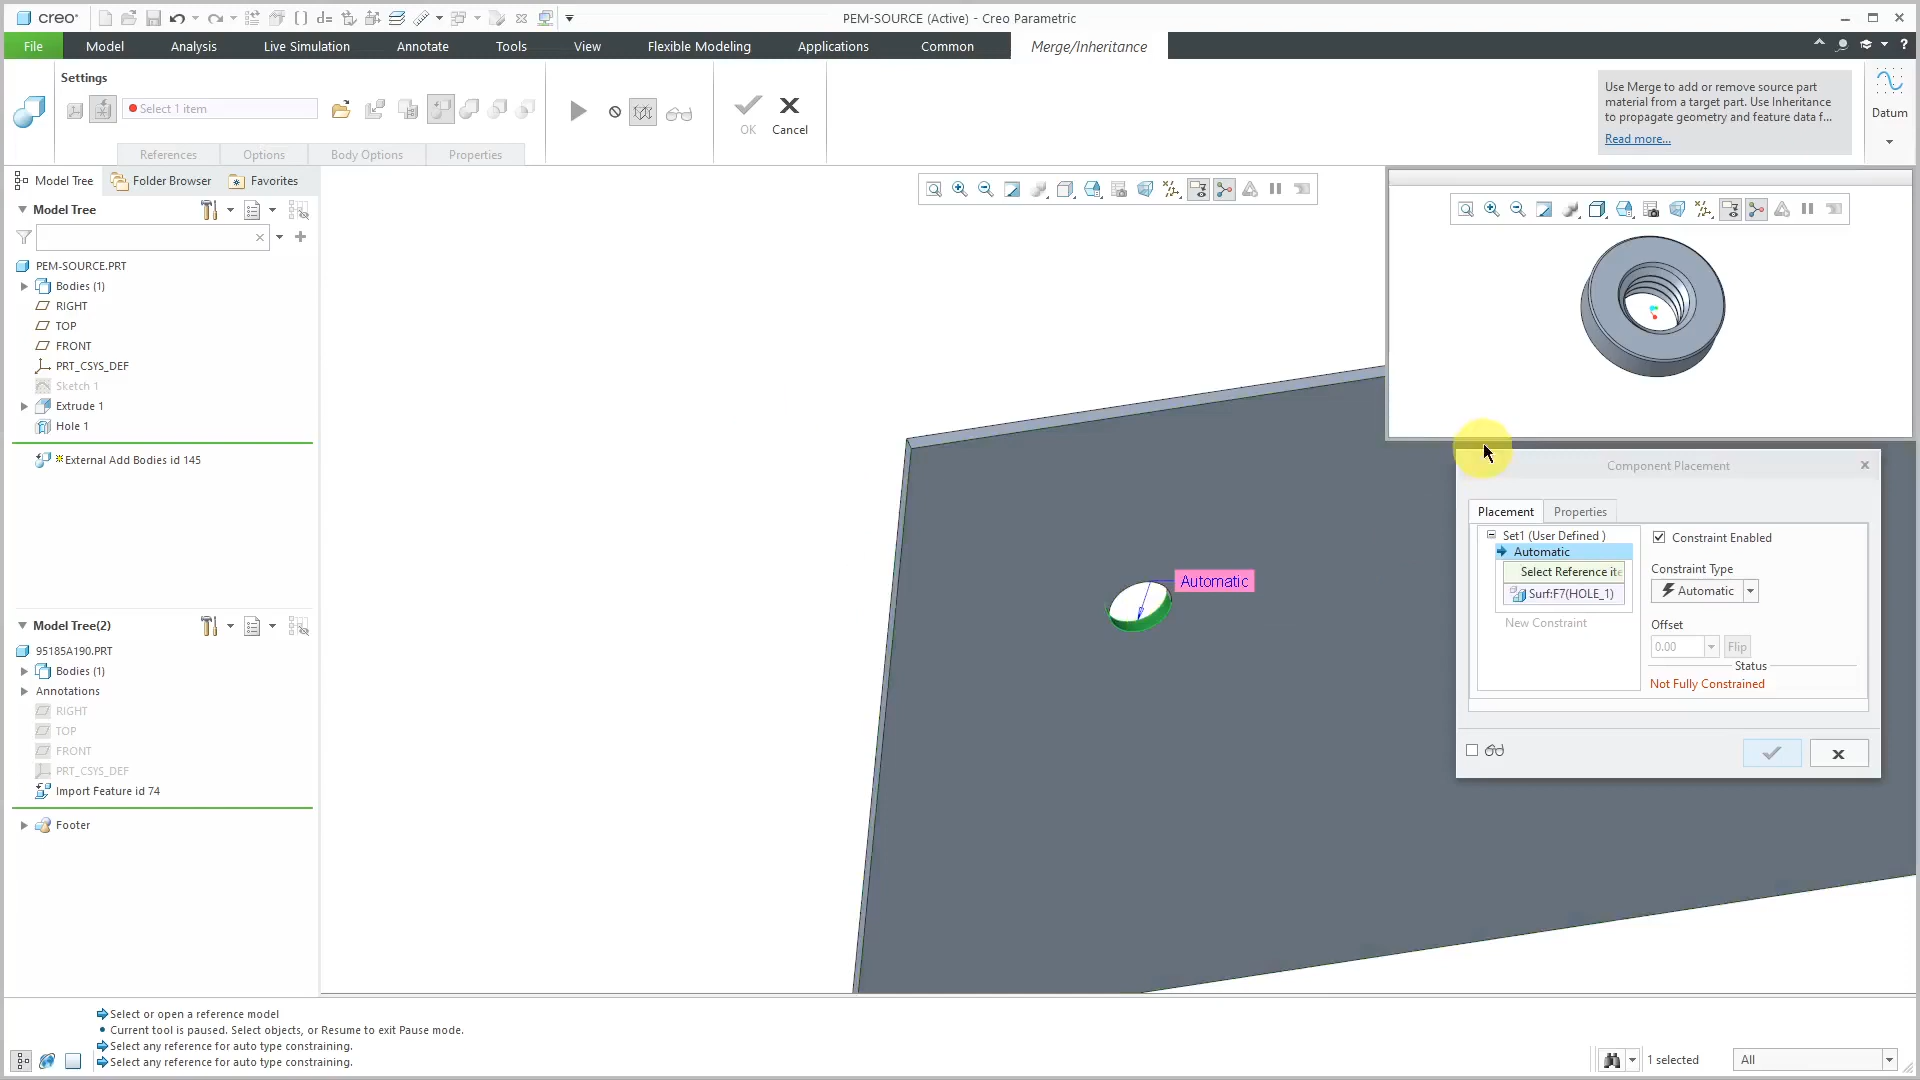 creo
PEM-SOURCE (Active) - Creo Parametric
File
Model
Analysis
Live Simulation
Annotate
Tools
View
Flexible Modeling
Applications
Common
Merge/Inheritance
Settings
Select 1 item
OK
Cancel
References
Options
Body Options
Properties
Use Merge to add or remove source part
material from a target part. Use Inheritance
to propagate geometry and feature data f...
Read more...
Datum
Model Tree
Folder Browser
Favorites
Model Tree
PEM-SOURCE.PRT
Bodies (1)
RIGHT
TOP
FRONT
PRT_CSYS_DEF
Sketch 1
Extrude 1
Hole 1
External Add Bodies id 145
Model Tree(2)
95185A190.PRT
Bodies (1)
Annotations
RIGHT
TOP
FRONT
PRT_CSYS_DEF
Import Feature id 74
Footer
Automatic
Component Placement
Placement
Properties
Set1 (User Defined )
Automatic
Select Reference ite
Surf:F7(HOLE_1)
New Constraint
Constraint Enabled
Constraint Type
Automatic
Offset
0.00
Flip
Status
Not Fully Constrained
Select or open a reference model
Current tool is paused. Select objects, or Resume to exit Pause mode.
Select any reference for auto type constraining.
Select any reference for auto type constraining.
1 selected
All